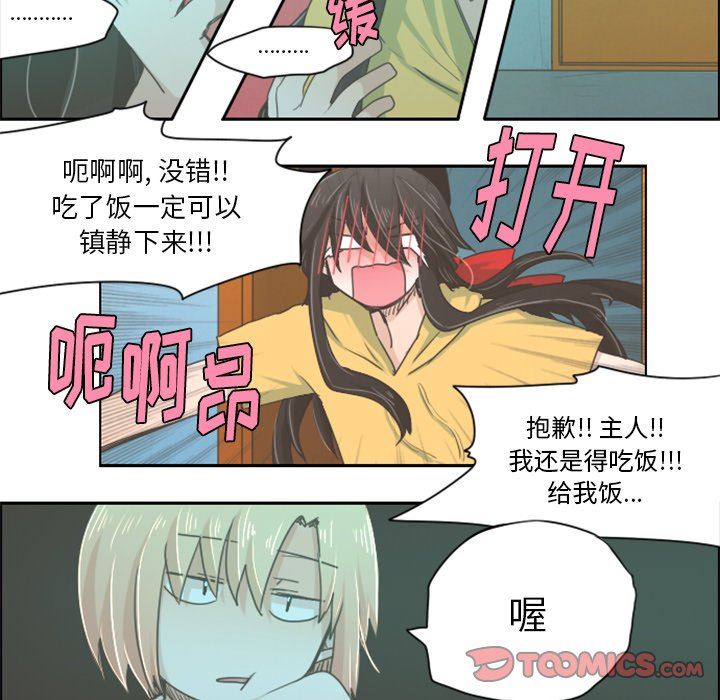 ............
..........
缓
呃啊啊, 没错!!
吃了饭一定可以
镇静下来!!!
打开
呃啊昂
抱歉!! 主人!!
我还是得吃饭!!!
给我饭...
喔
TOOMICS.COM